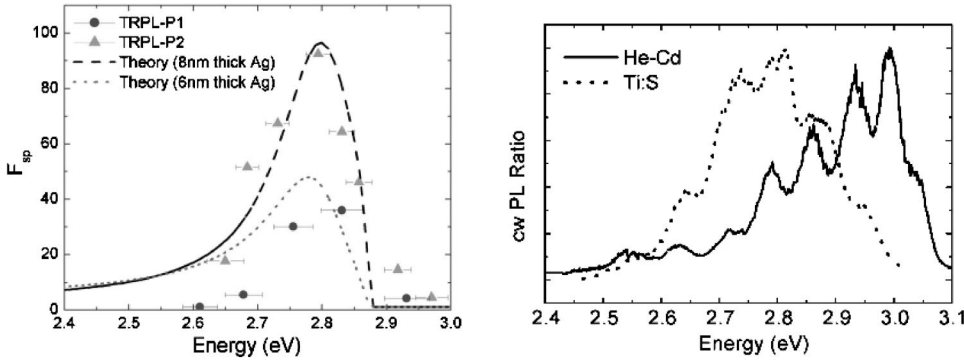 TRPL-P1
TRPL-P2
Theory (8nm thick Ag)
Theory (6nm thick Ag)
100
80
60
40
20
0
F_sp
2.4 2.5 2.6 2.7 2.8 2.9 3.0
Energy (eV)
He-Cd
Ti:S
cw PL Ratio
2.4 2.5 2.6 2.7 2.8 2.9 3.0 3.1
Energy (eV)